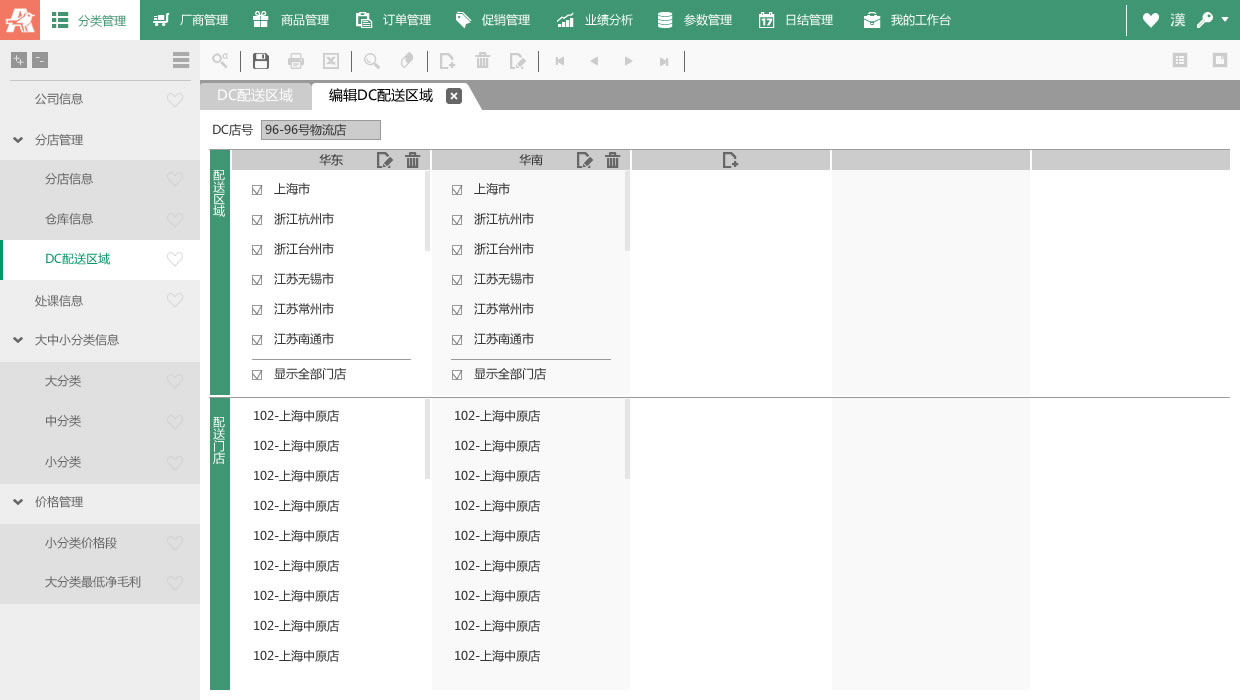 分类管理 厂商管理 商品管理 订单管理 促销管理 业绩分析 参数管理 日结管理 我的工作台 漢
公司信息
分店管理
分店信息
仓库信息
DC配送区域
处课信息
大中小分类信息
大分类
中分类
小分类
价格管理
小分类价格段
大分类最低净毛利
DC配送区域 编辑DC配送区域
DC店号 96-96号物流店
华东 华南
配送区域
上海市 上海市
浙江杭州市 浙江杭州市
浙江台州市 浙江台州市
江苏无锡市 江苏无锡市
江苏常州市 江苏常州市
江苏南通市 江苏南通市
显示全部门店 显示全部门店
配送门店
102-上海中原店 102-上海中原店
102-上海中原店 102-上海中原店
102-上海中原店 102-上海中原店
102-上海中原店 102-上海中原店
102-上海中原店 102-上海中原店
102-上海中原店 102-上海中原店
102-上海中原店 102-上海中原店
102-上海中原店 102-上海中原店
102-上海中原店 102-上海中原店